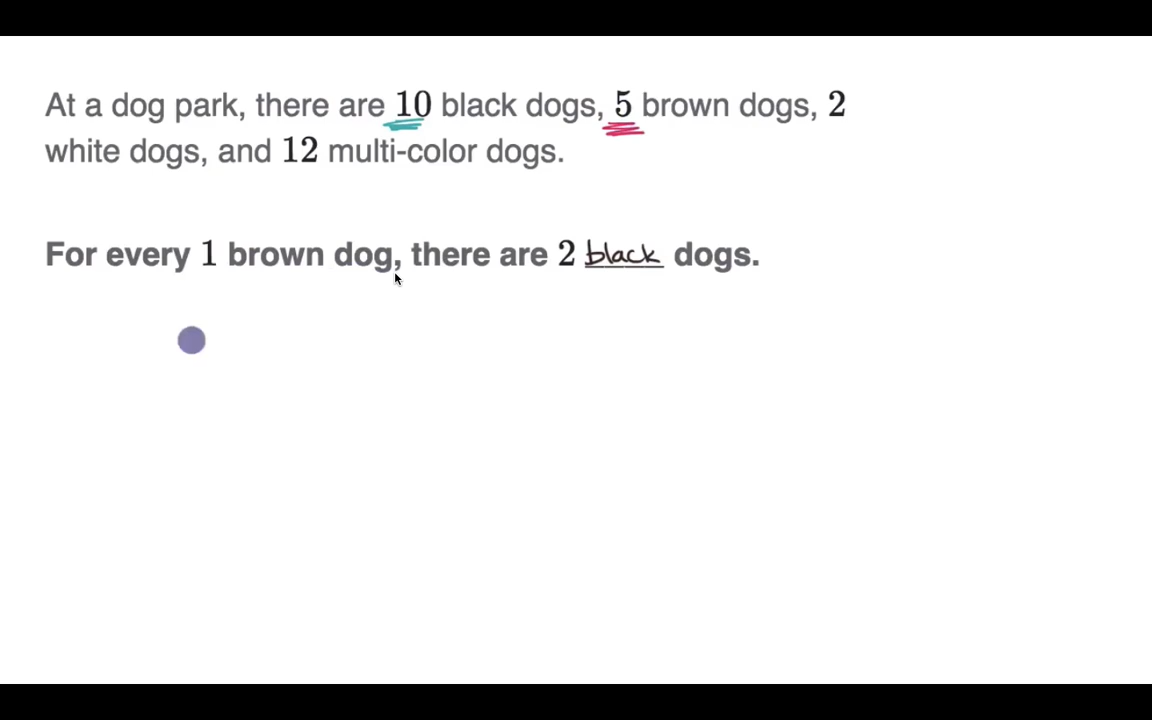 At a dog park, there are 10 black dogs, 5 brown dogs, 2
white dogs, and 12 multi-color dogs.
For every 1 brown dog, there are 2 black dogs.